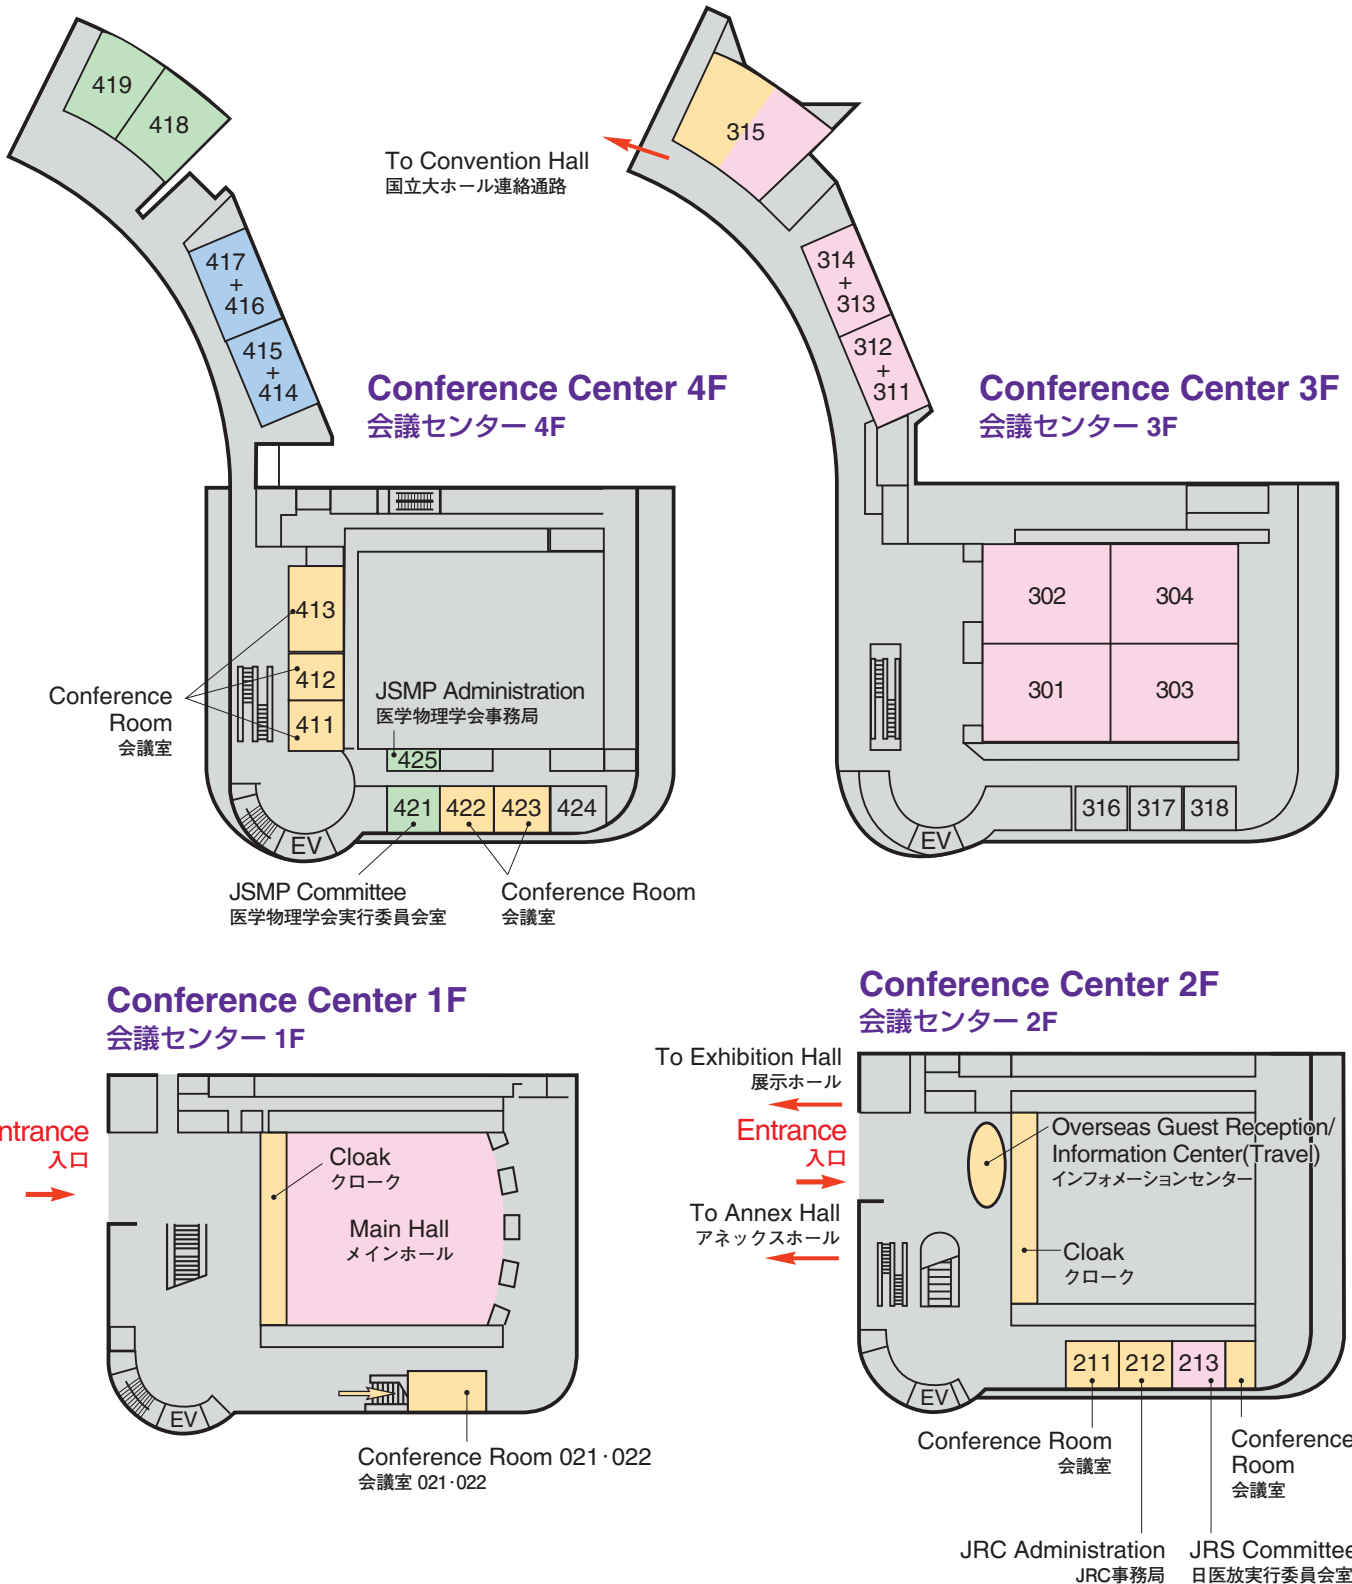 419
418
417
+
416
415
+
414
Conference Center 4F
会議センター 4F
413
412
411
Conference
Room
会議室
JSMP Administration
医学物理学会事務局
425
421
422
423
424
EV
JSMP Committee
医学物理学会実行委員会室
Conference Room
会議室
To Convention Hall
国立大ホール連絡通路
315
314
+
313
312
+
311
Conference Center 3F
会議センター 3F
302
304
301
303
316
317
318
EV
Conference Center 1F
会議センター 1F
ntrance
入口
Cloak
クローク
Main Hall
メインホール
EV
Conference Room 021·022
会議室 021·022
Conference Center 2F
会議センター 2F
To Exhibition Hall
展示ホール
Entrance
入口
To Annex Hall
アネックスホール
Overseas Guest Reception/
Information Center(Travel)
インフォメーションセンター
Cloak
クローク
211
212
213
EV
Conference Room
会議室
Conference
Room
会議室
JRC Administration
JRC事務局
JRS Committee
日医放実行委員会室